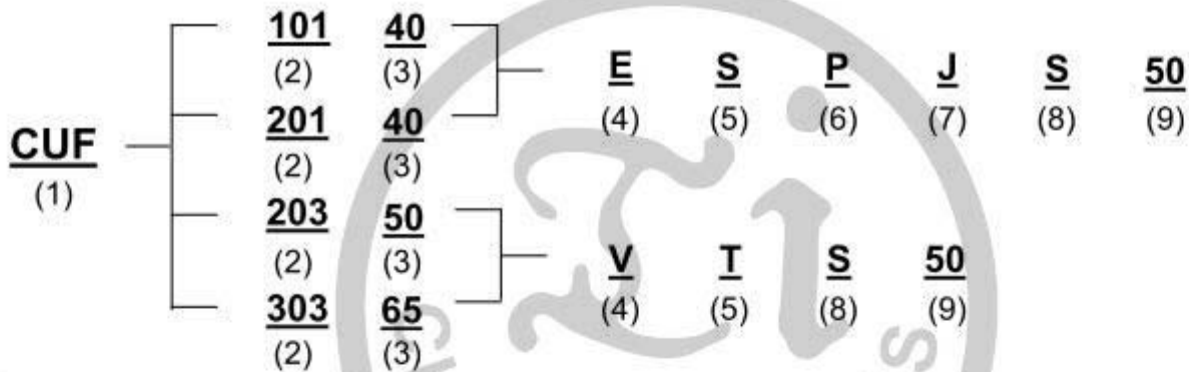 101 40
(2) (3)
E S P J S 50
(4) (5) (6) (7) (8) (9)
201 40
(2) (3)
CUF
(1)
203 50
(2) (3)
V T S 50
(4) (5) (8) (9)
303 65
(2) (3)